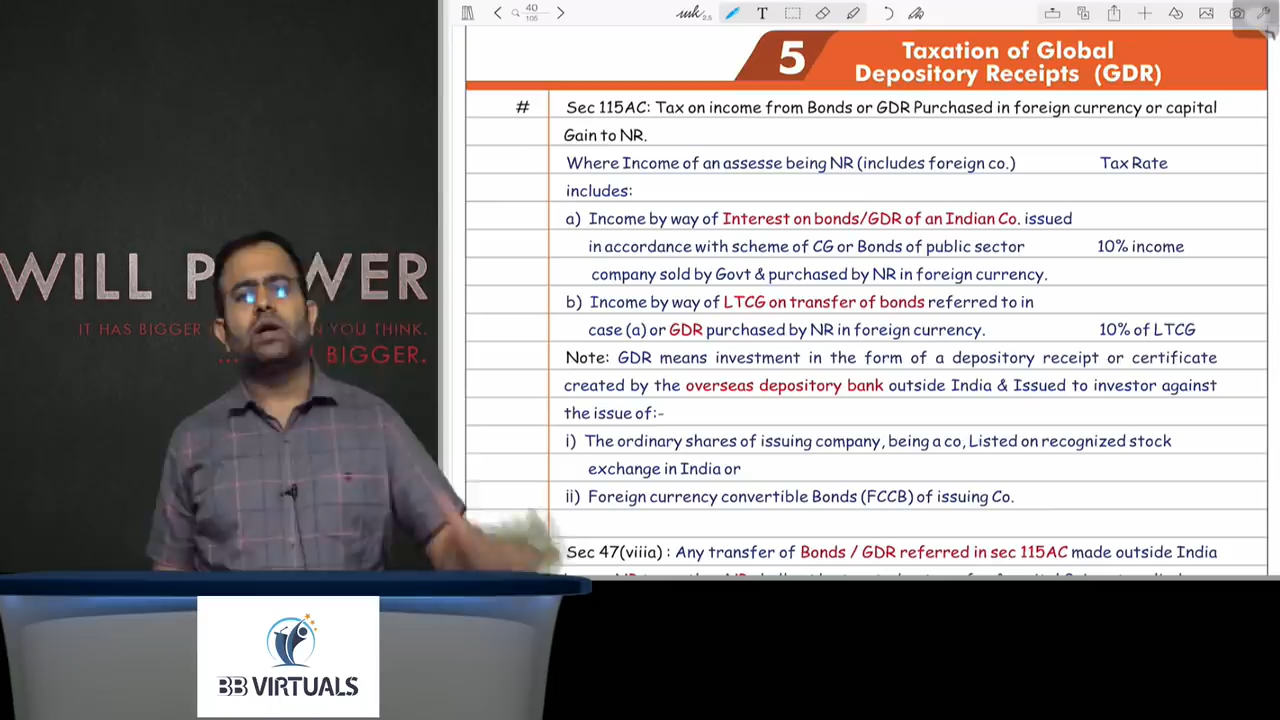 40
105
2.5
T
5
Taxation of Global
Depository Receipts (GDR)
# Sec 115AC: Tax on income from Bonds or GDR Purchased in foreign currency or capital
Gain to NR.
Where Income of an assesse being NR (includes foreign co.) Tax Rate
includes:
a) Income by way of Interest on bonds/GDR of an Indian Co. issued
in accordance with scheme of CG or Bonds of public sector 10% income
company sold by Govt & purchased by NR in foreign currency.
b) Income by way of LTCG on transfer of bonds referred to in
case (a) or GDR purchased by NR in foreign currency. 10% of LTCG
Note: GDR means investment in the form of a depository receipt or certificate
created by the overseas depository bank outside India & Issued to investor against
the issue of:-
i) The ordinary shares of issuing company, being a co, Listed on recognized stock
exchange in India or
ii) Foreign currency convertible Bonds (FCCB) of issuing Co.
Sec 47(viiia) : Any transfer of Bonds / GDR referred in sec 115AC made outside India
WILL P WER
IT HAS BIGGER N YOU THINK.
... BIGGER.
BB VIRTUALS